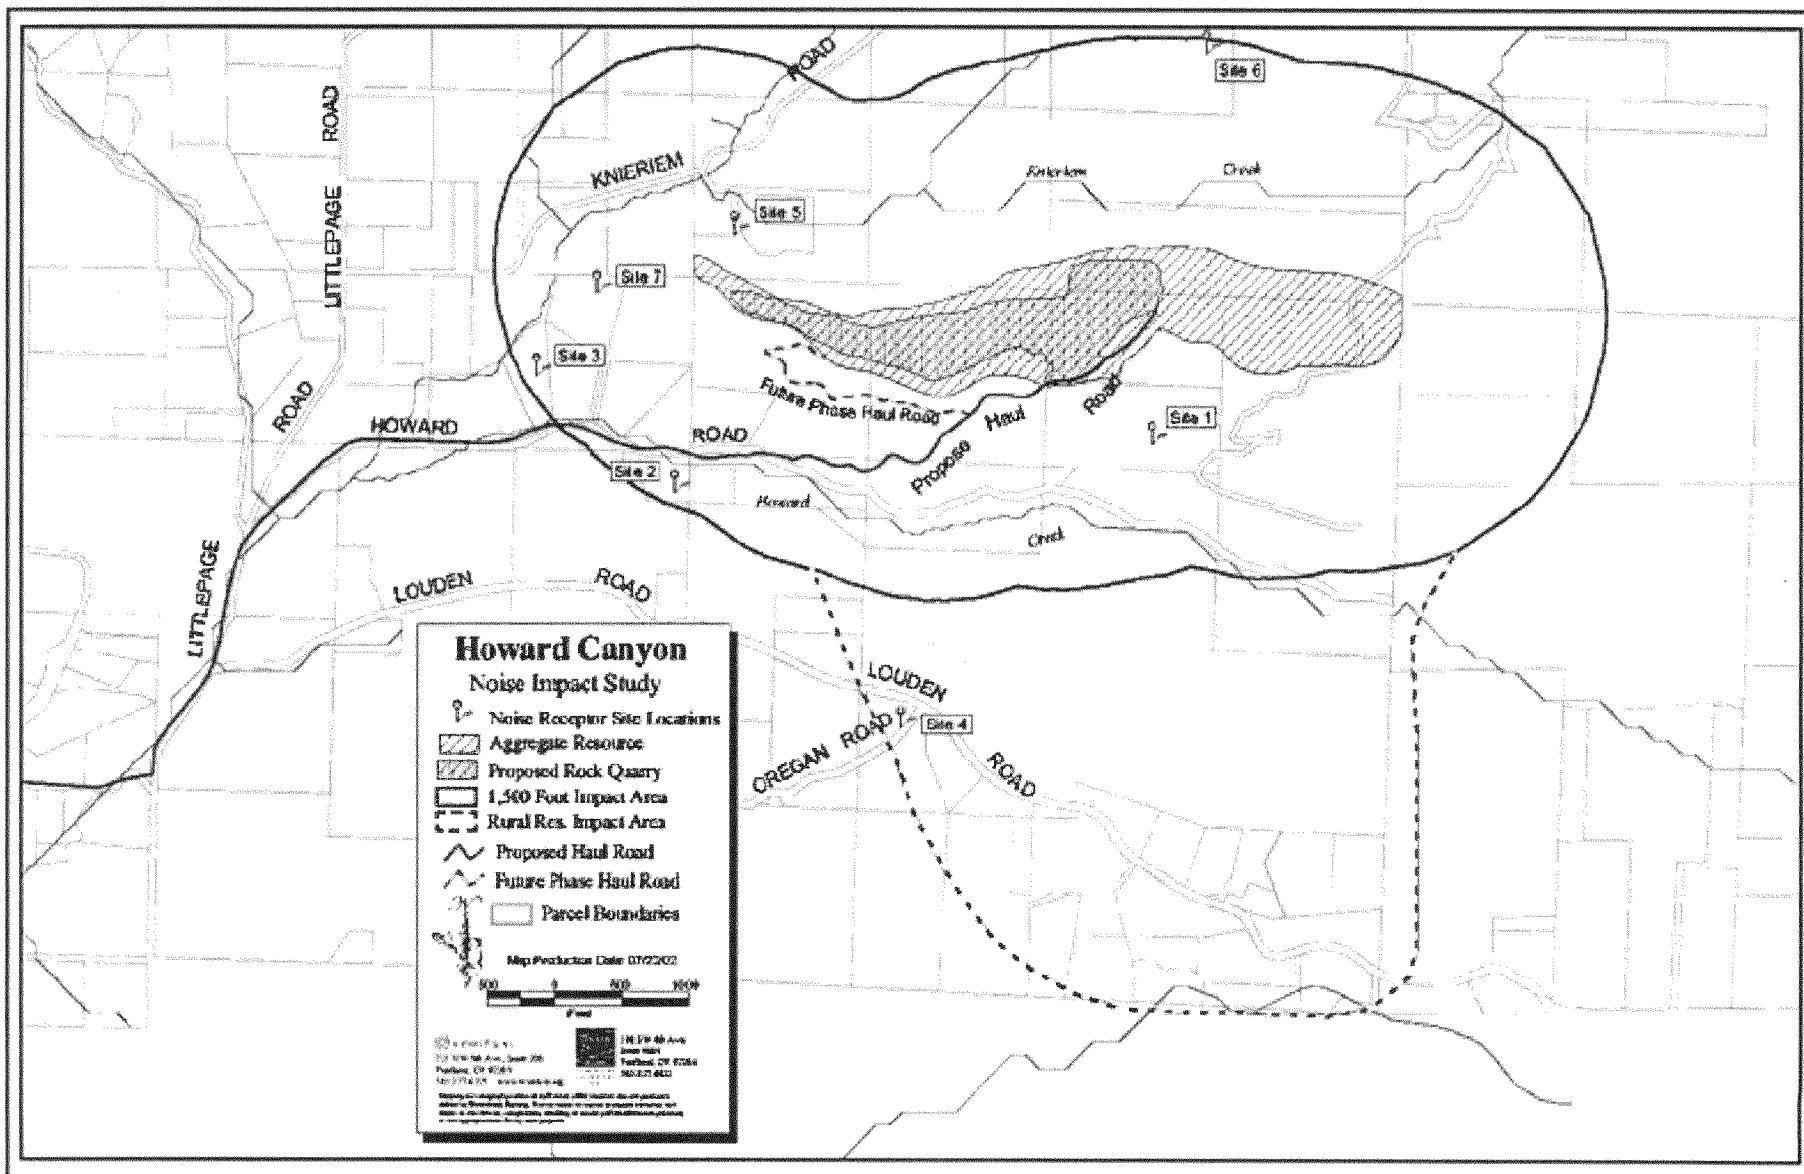 ROAD
Site 6
ROAD
LITTLEPAGE
KNIERIEM
Knieriem
Creek
Site 5
Site 7
Site 3
ROAD
HOWARD
ROAD
Future Phase Haul Road
Haul
Road
Propose
Site 1
Site 2
Howard
Creek
LITTLEPAGE
LOUDEN
ROAD
LOUDEN
ROAD
OREGAN ROAD
Site 4
Howard Canyon
Noise Impact Study
Noise Receptor Site Locations
Aggregate Resource
Proposed Rock Quarry
1,500 Foot Impact Area
Rural Res. Impact Area
Proposed Haul Road
Future Phase Haul Road
Parcel Boundaries
Map Production Date: 07/22/02
500 0 500 1000
Feet